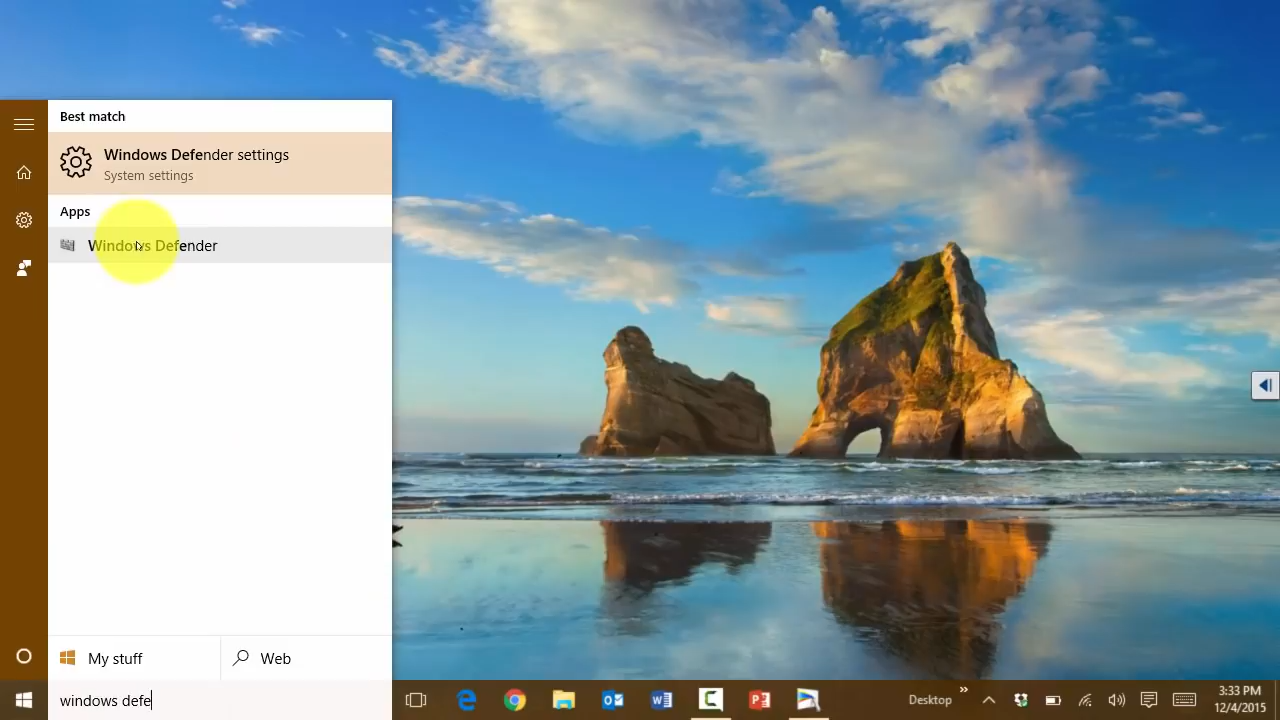 Best match
Windows Defender settings
System settings
Apps
Windows Defender
My stuff
Web
windows defe
Desktop
3:33 PM
12/4/2015